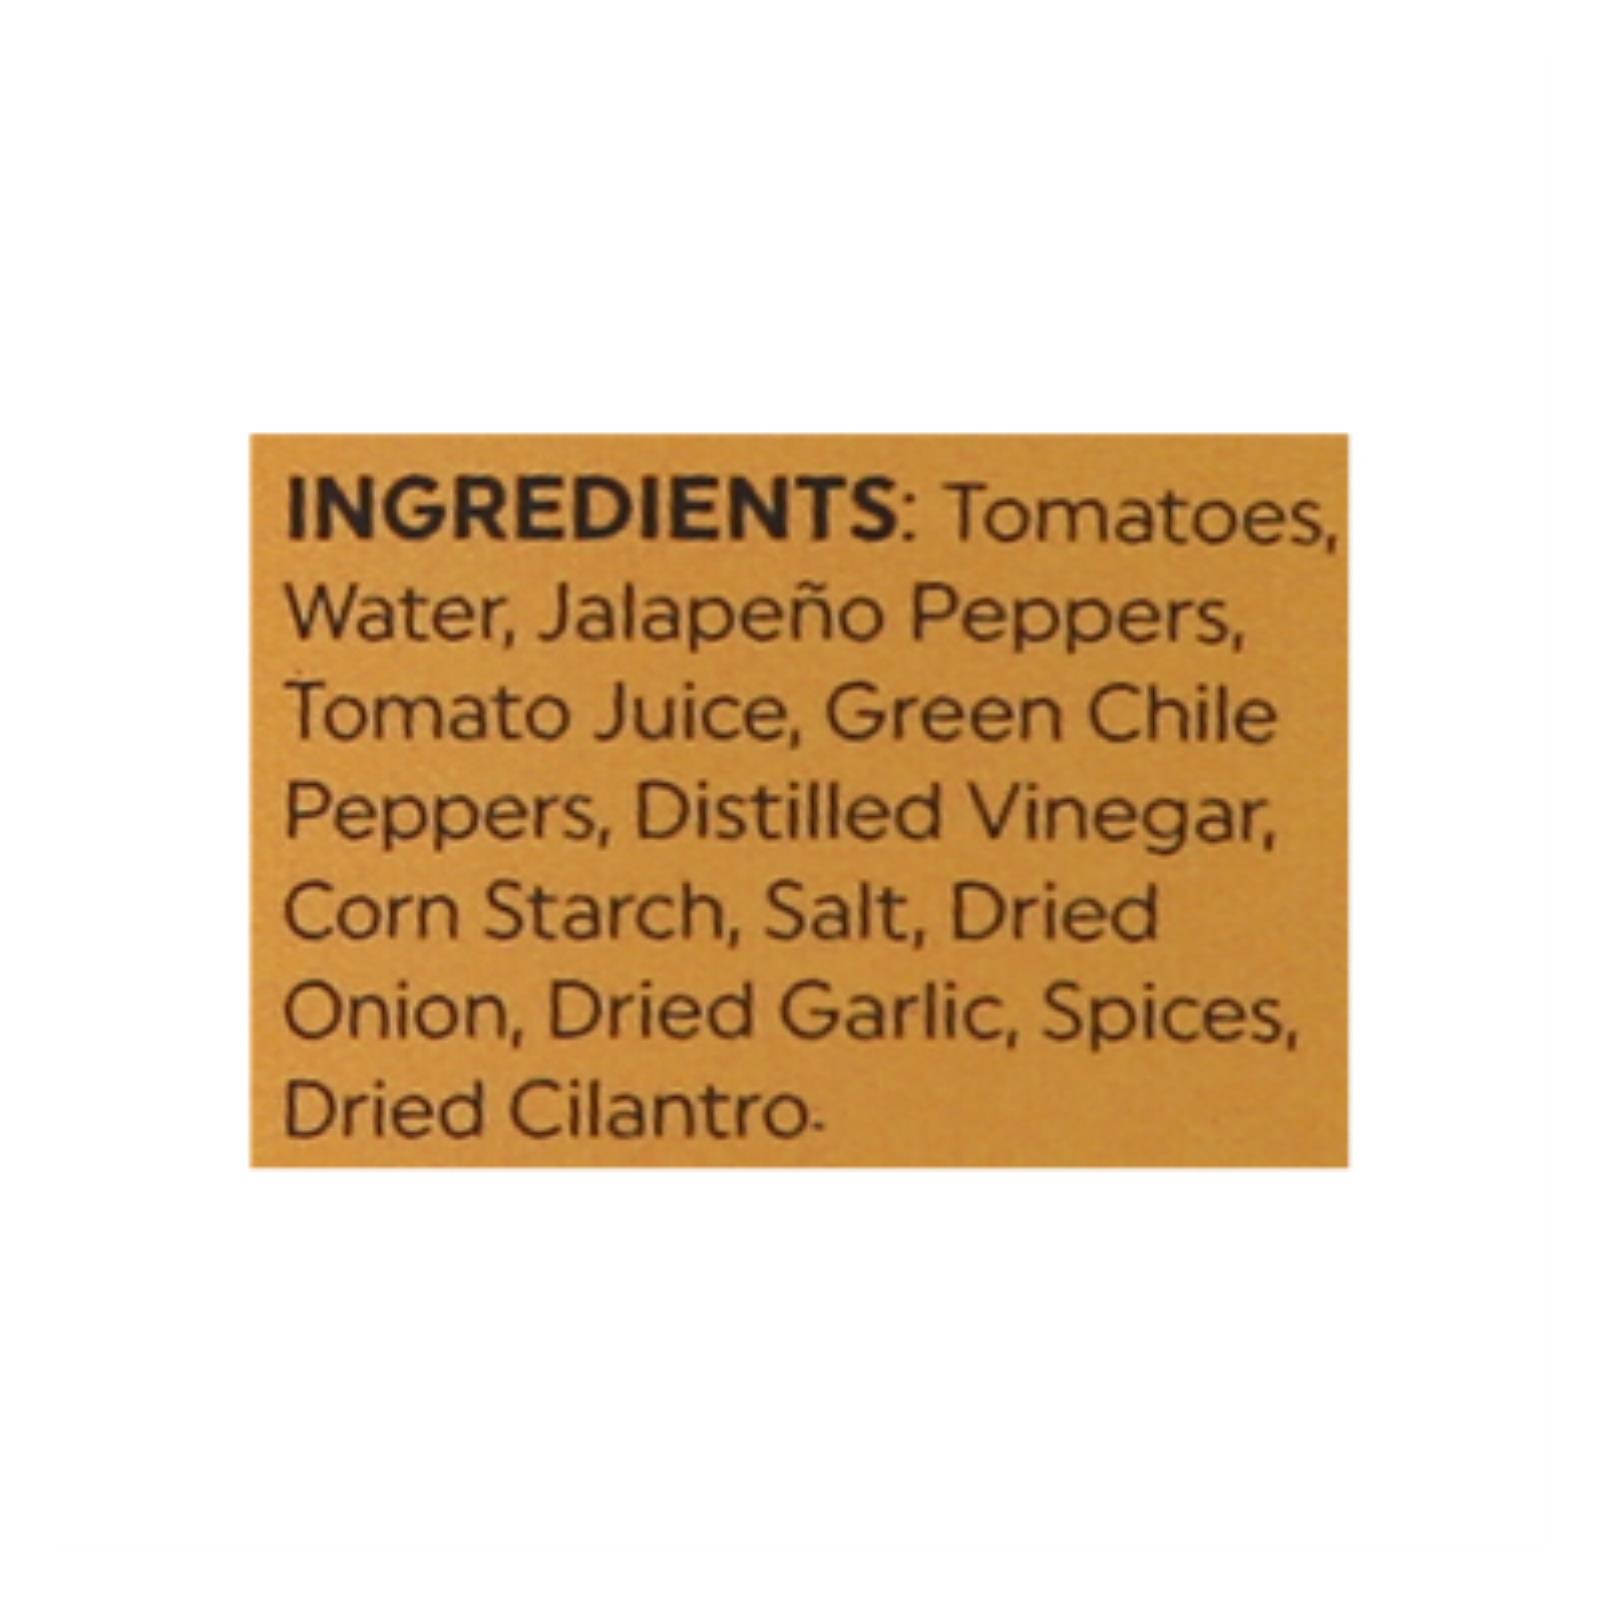 INGREDIENTS: Tomatoes,
Water, Jalapeño Peppers,
Tomato Juice, Green Chile
Peppers, Distilled Vinegar,
Corn Starch, Salt, Dried
Onion, Dried Garlic, Spices,
Dried Cilantro.